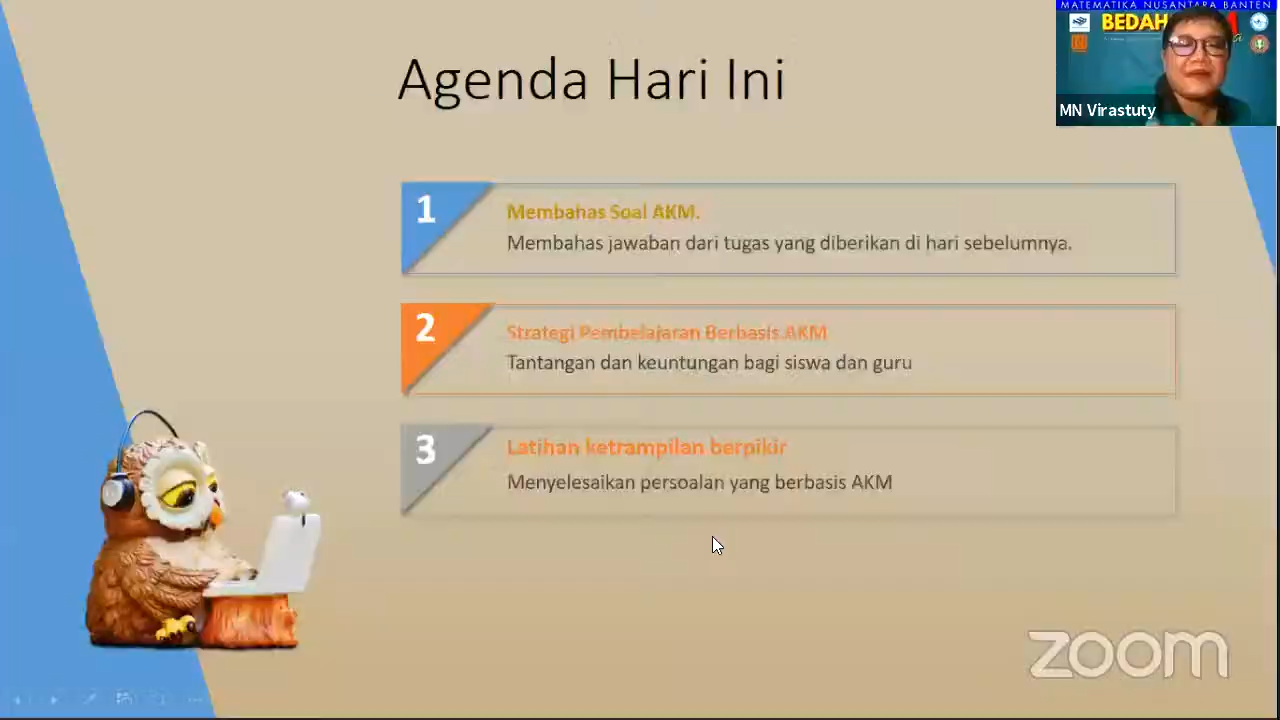 MATEMATIKA NUSANTARA BANTEN
BEDAH
MN Virastuty
Agenda Hari Ini
1
Membahas Soal AKM.
Membahas jawaban dari tugas yang diberikan di hari sebelumnya.
2
Strategi Pembelajaran Berbasis AKM
Tantangan dan keuntungan bagi siswa dan guru
3
Latihan ketrampilan berpikir
Menyelesaikan persoalan yang berbasis AKM
zoom